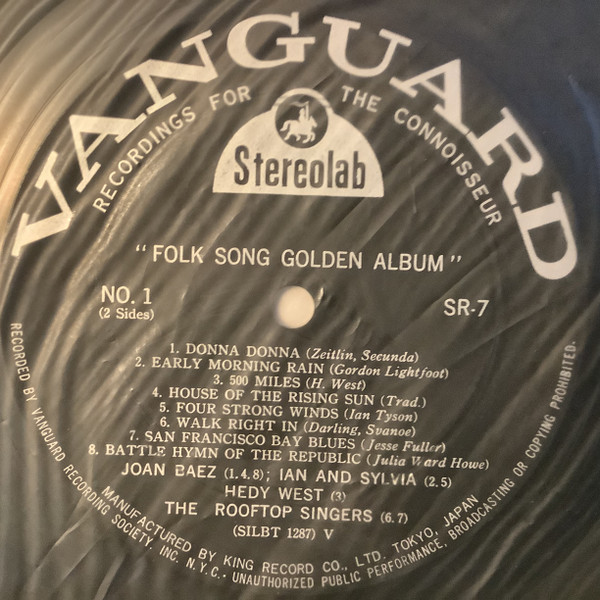 VANGUARD
RECORDINGS FOR THE CONNOISSEUR
Stereolab
"FOLK SONG GOLDEN ALBUM"
NO. 1
(2 Sides)
SR-7
1. DONNA DONNA (Zeitlin, Secunda)
2. EARLY MORNING RAIN (Gordon Lightfoot)
3. 500 MILES (H. West)
4. HOUSE OF THE RISING SUN (Trad.)
5. FOUR STRONG WINDS (Ian Tyson)
6. WALK RIGHT IN (Darling, Svanoe)
7. SAN FRANCISCO BAY BLUES (Jesse Fuller)
8. BATTLE HYMN OF THE REPUBLIC (Julia Ward Howe)
JOAN BAEZ (1.4.8); IAN AND SYLVIA (2.5)
HEDY WEST (3)
THE ROOFTOP SINGERS (6.7)
(SILBT 1287) V
MANUFACTURED BY KING RECORD CO., LTD. TOKYO, JAPAN
RECORDED BY VANGUARD RECORDING SOCIETY, INC. N.Y.C. · UNAUTHORIZED PUBLIC PERFORMANCE, BROADCASTING OR COPYING PROHIBITED·